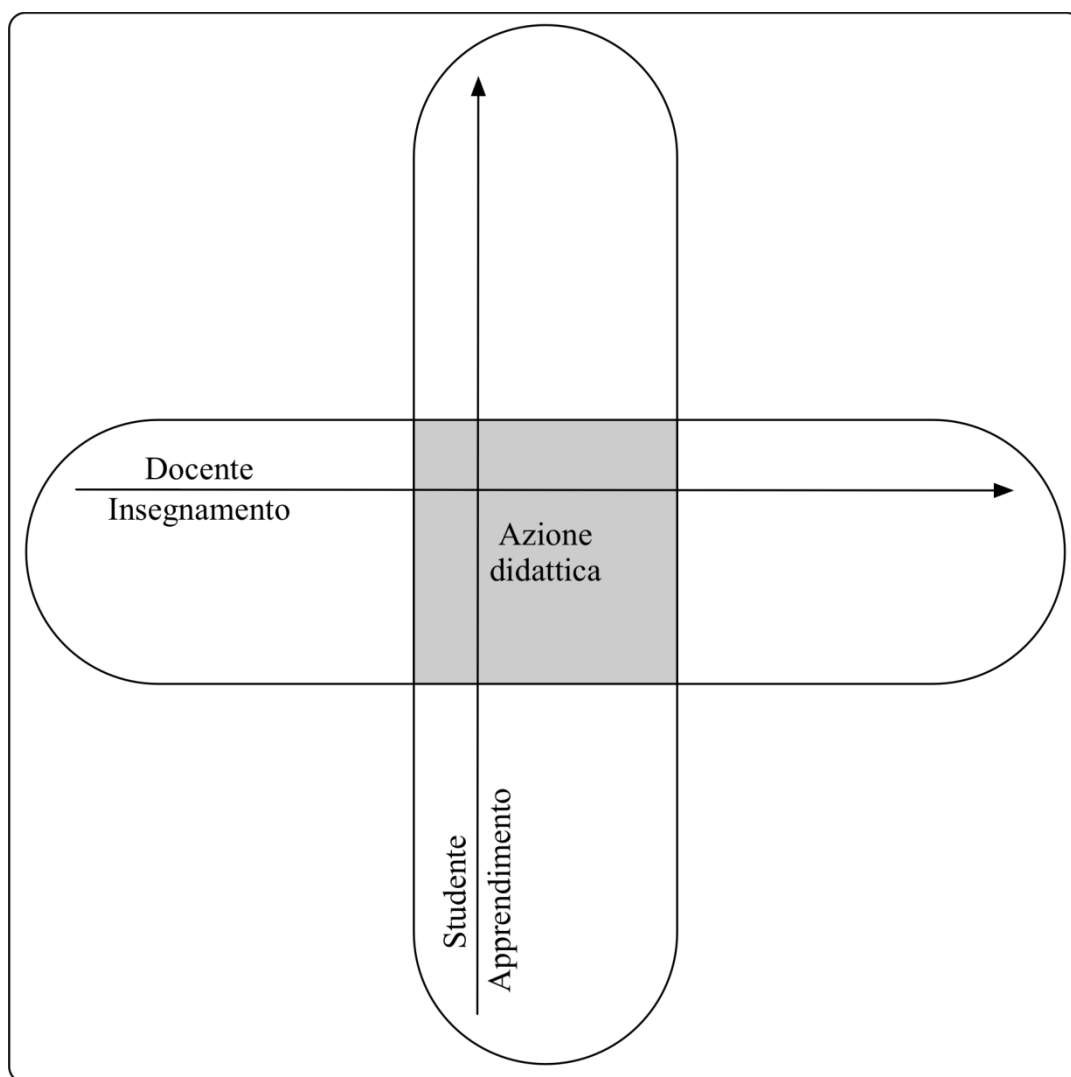 Docente
Insegnamento
Azione
didattica
Studente
Apprendimento